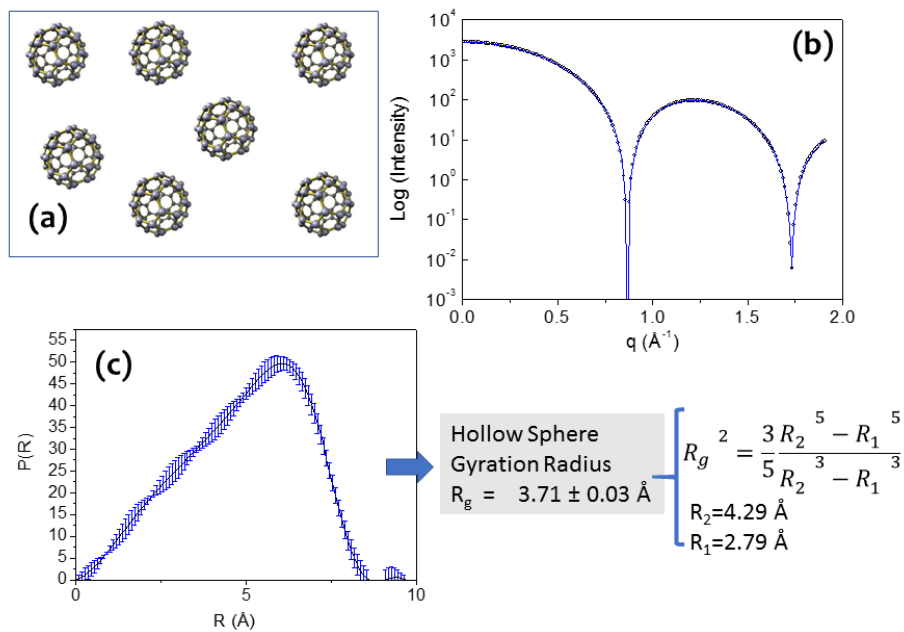 (a)
(b)
Log (Intensity)
10^4
10^3
10^2
10^1
10^0
10^-1
10^-2
10^-3
0.0 0.5 1.0 1.5 2.0
q (Å^-1)
(c)
P(R)
55
50
45
40
35
30
25
20
15
10
5
0
0 5 10
R (Å)
Hollow Sphere
Gyration Radius
R_g = 3.71 ± 0.03 Å
R_g^2 = 3/5 (R_2^5 − R_1^5)/(R_2^3 − R_1^3)
R_2=4.29 Å
R_1=2.79 Å